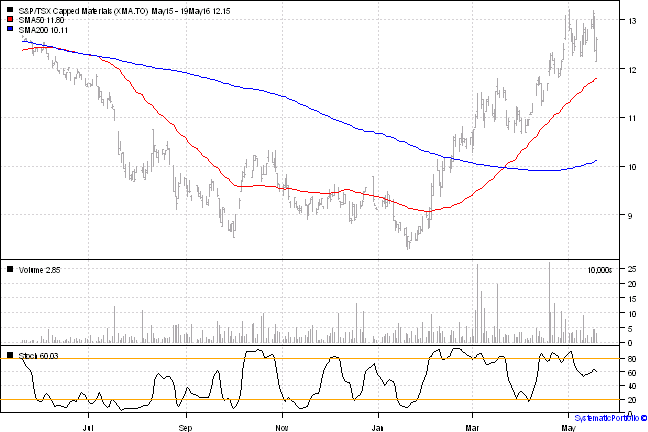 S&P/TSX Capped Materials (XMA.TO) May15 - 19May16 12.15
SMA50 11.80
SMA200 10.11
13
12
11
10
9
Volume 2.85
10,000s
25
20
15
10
5
0
Stoch 60.03
80
60
40
20
0
Jul
Sep
Nov
Jan
Mar
May
SystematicPortfolio ©